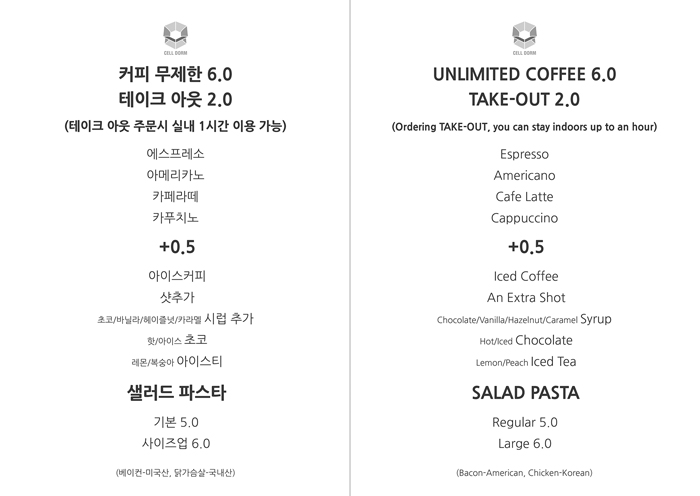 CELL DORM
커피 무제한 6.0
테이크 아웃 2.0
(테이크 아웃 주문시 실내 1시간 이용 가능)
에스프레소
아메리카노
카페라떼
카푸치노
+0.5
아이스커피
샷추가
초코/바닐라/헤이즐넛/카라멜 시럽 추가
핫/아이스 초코
레몬/복숭아 아이스티
샐러드 파스타
기본 5.0
사이즈업 6.0
(베이컨-미국산, 닭가슴살-국내산)
CELL DORM
UNLIMITED COFFEE 6.0
TAKE-OUT 2.0
(Ordering TAKE-OUT, you can stay indoors up to an hour)
Espresso
Americano
Cafe Latte
Cappuccino
+0.5
Iced Coffee
An Extra Shot
Chocolate/Vanilla/Hazelnut/Caramel Syrup
Hot/Iced Chocolate
Lemon/Peach Iced Tea
SALAD PASTA
Regular 5.0
Large 6.0
(Bacon-American, Chicken-Korean)